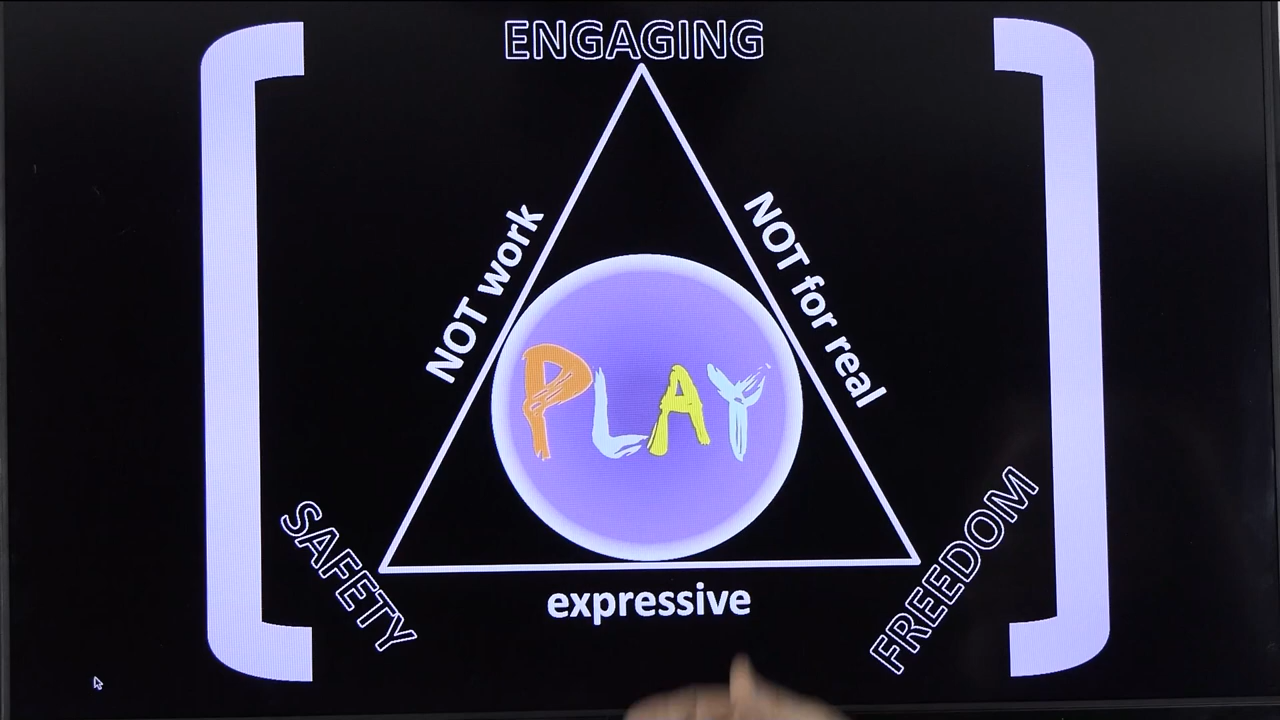 ENGAGING
NOT work
NOT for real
PLAY
SAFETY
expressive
FREEDOM